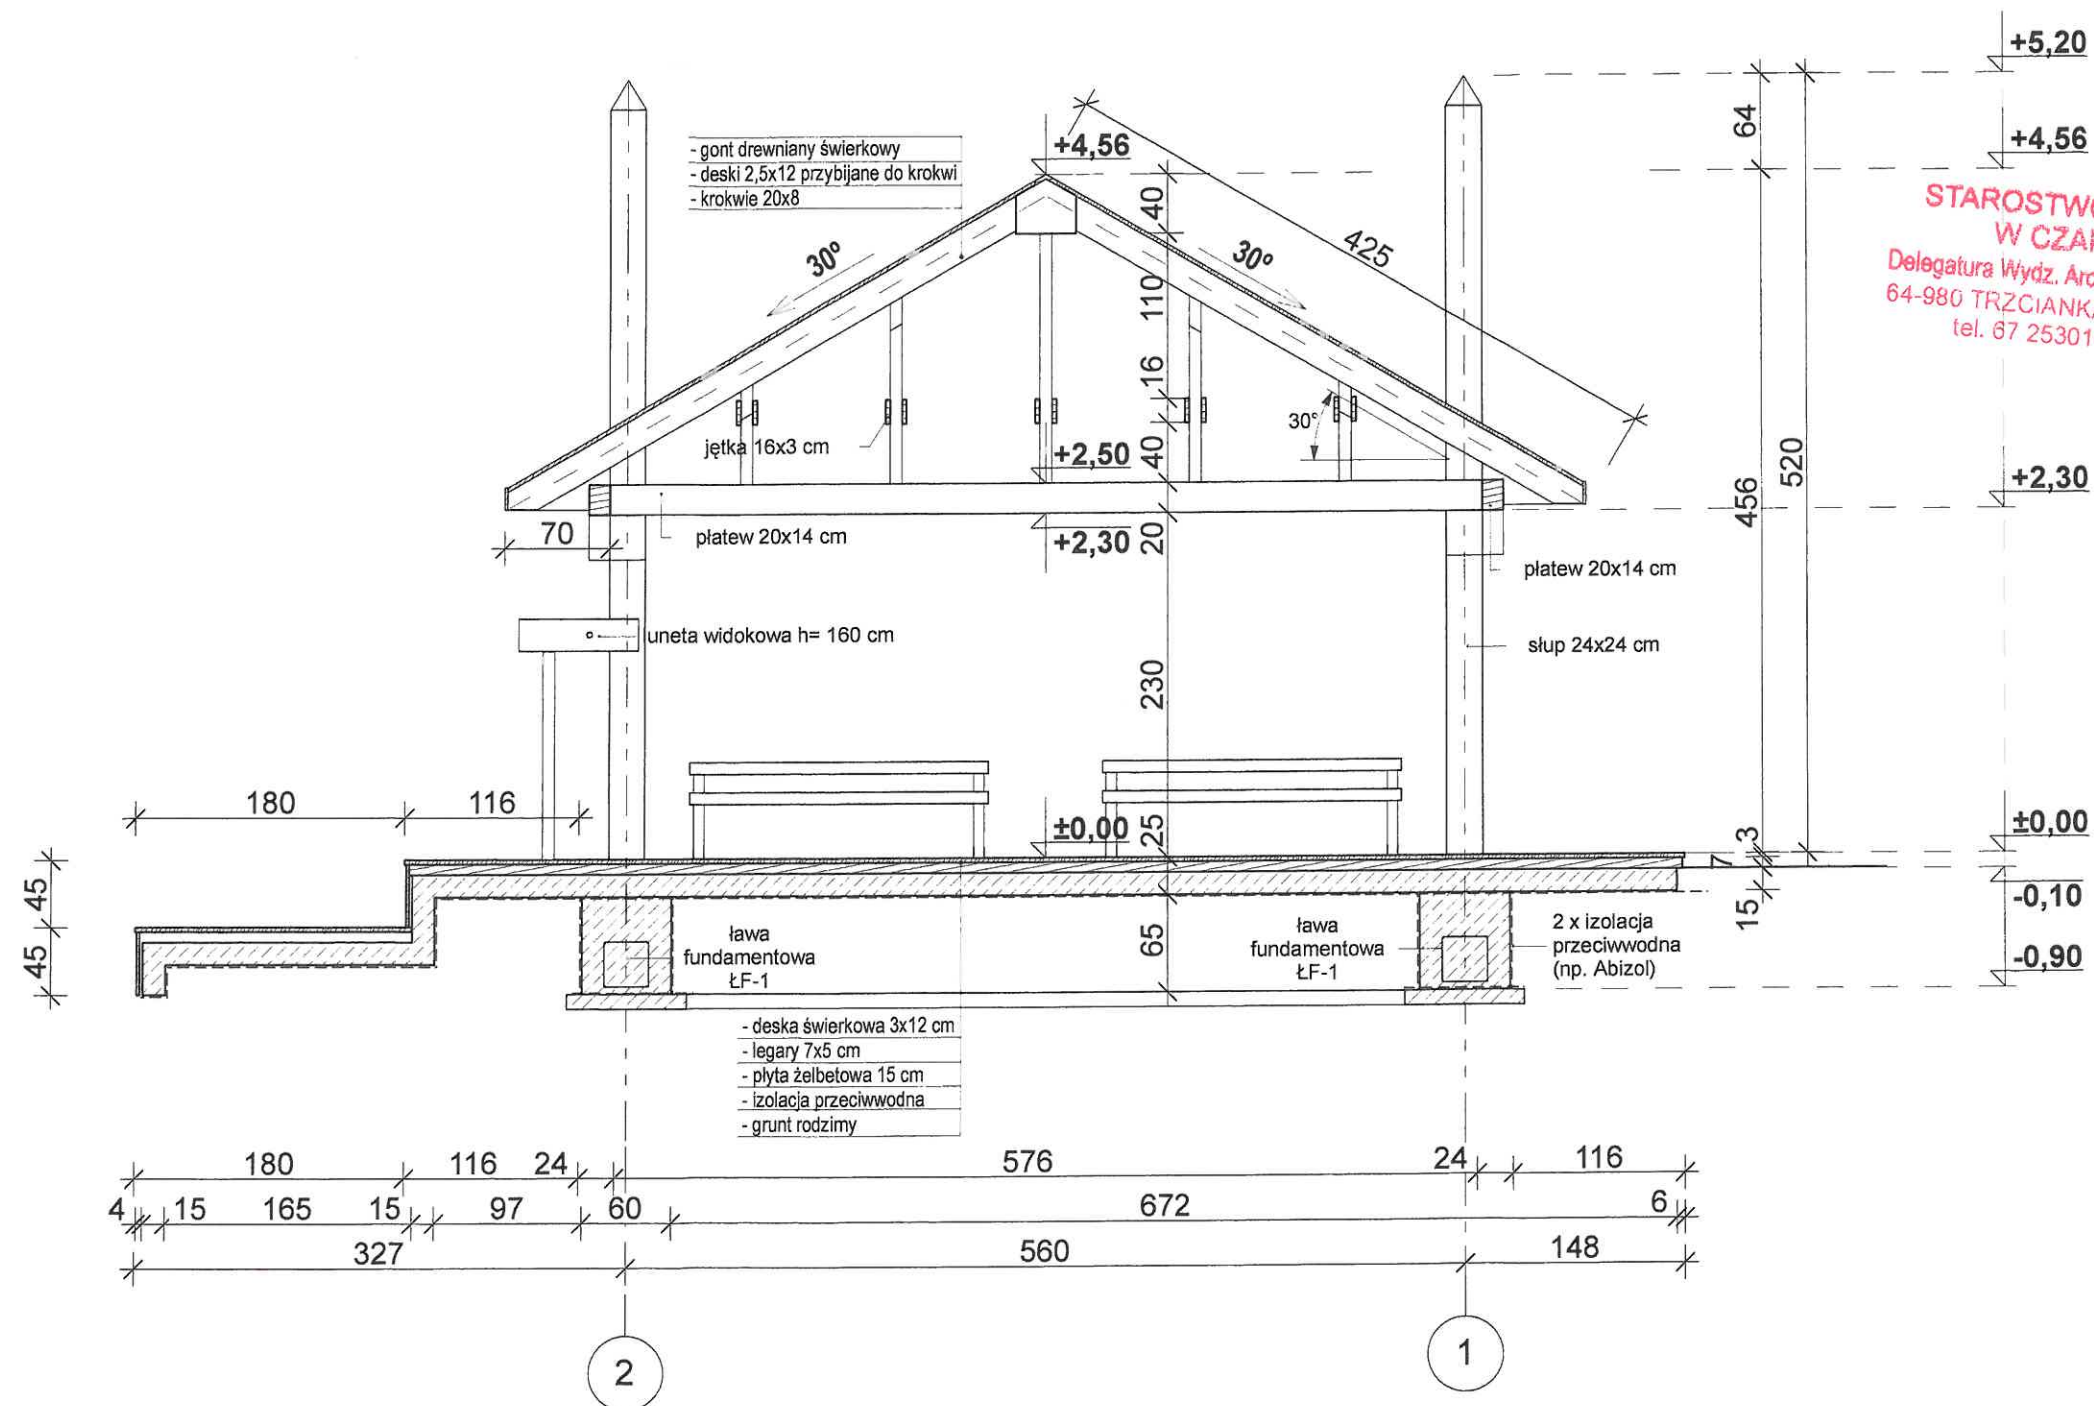 +5,20
64
+4,56
- gont drewniany świerkowy
- deski 2,5x12 przybijane do krokwi
- krokwie 20x8
+4,56
40
425
STAROSTW
W CZA
Delegatura Wydz. Arc
64-980 TRZCIANK
tel. 67 25301
30º
30º
110
16
30°
jętka 16x3 cm
+2,50
40
520
456
+2,30
70
płatew 20x14 cm
+2,30
20
płatew 20x14 cm
uneta widokowa h= 160 cm
słup 24x24 cm
230
180
116
±0,00
25
3
±0,00
7
45
15
-0,10
45
ława
fundamentowa
ŁF-1
65
ława
fundamentowa
ŁF-1
2 x izolacja
przeciwwodna
(np. Abizol)
-0,90
- deska świerkowa 3x12 cm
- legary 7x5 cm
- płyta żelbetowa 15 cm
- izolacja przeciwwodna
- grunt rodzimy
180
116
24
576
24
116
4
15
165
15
97
60
672
6
327
560
148
2
1